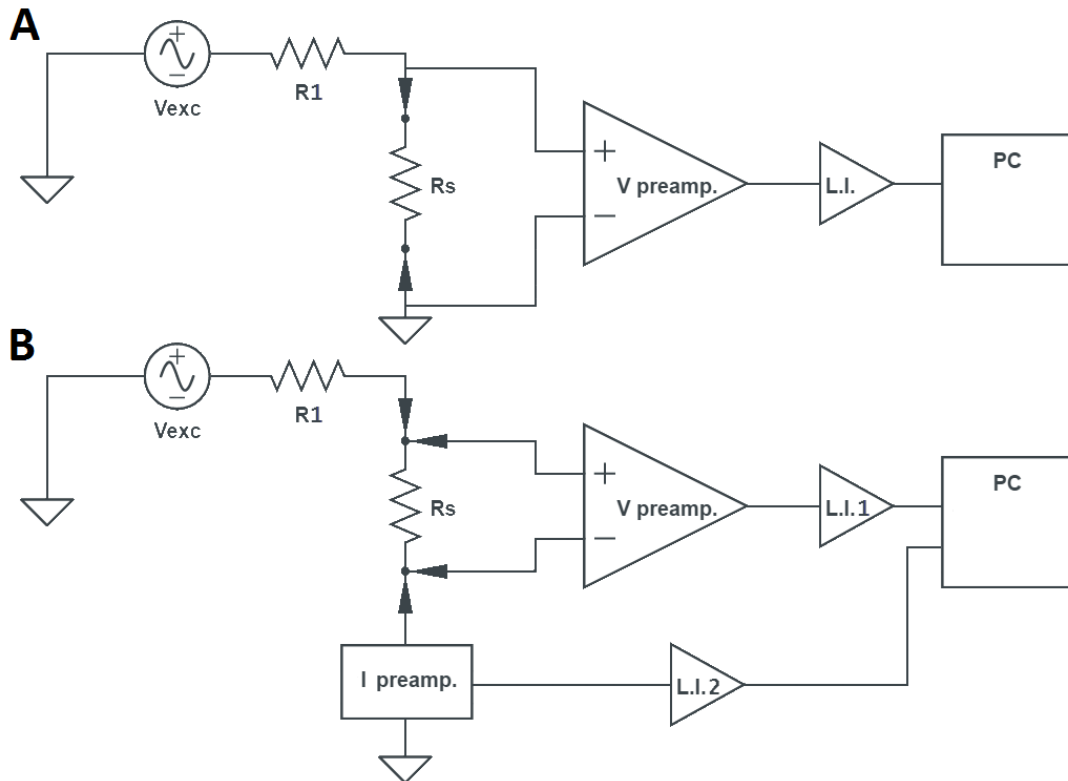 A
+
−
Vexc
R1
Rs
+
−
V preamp.
L.I.
PC
B
+
−
Vexc
R1
Rs
+
−
V preamp.
L.I.1
PC
I preamp.
L.I.2